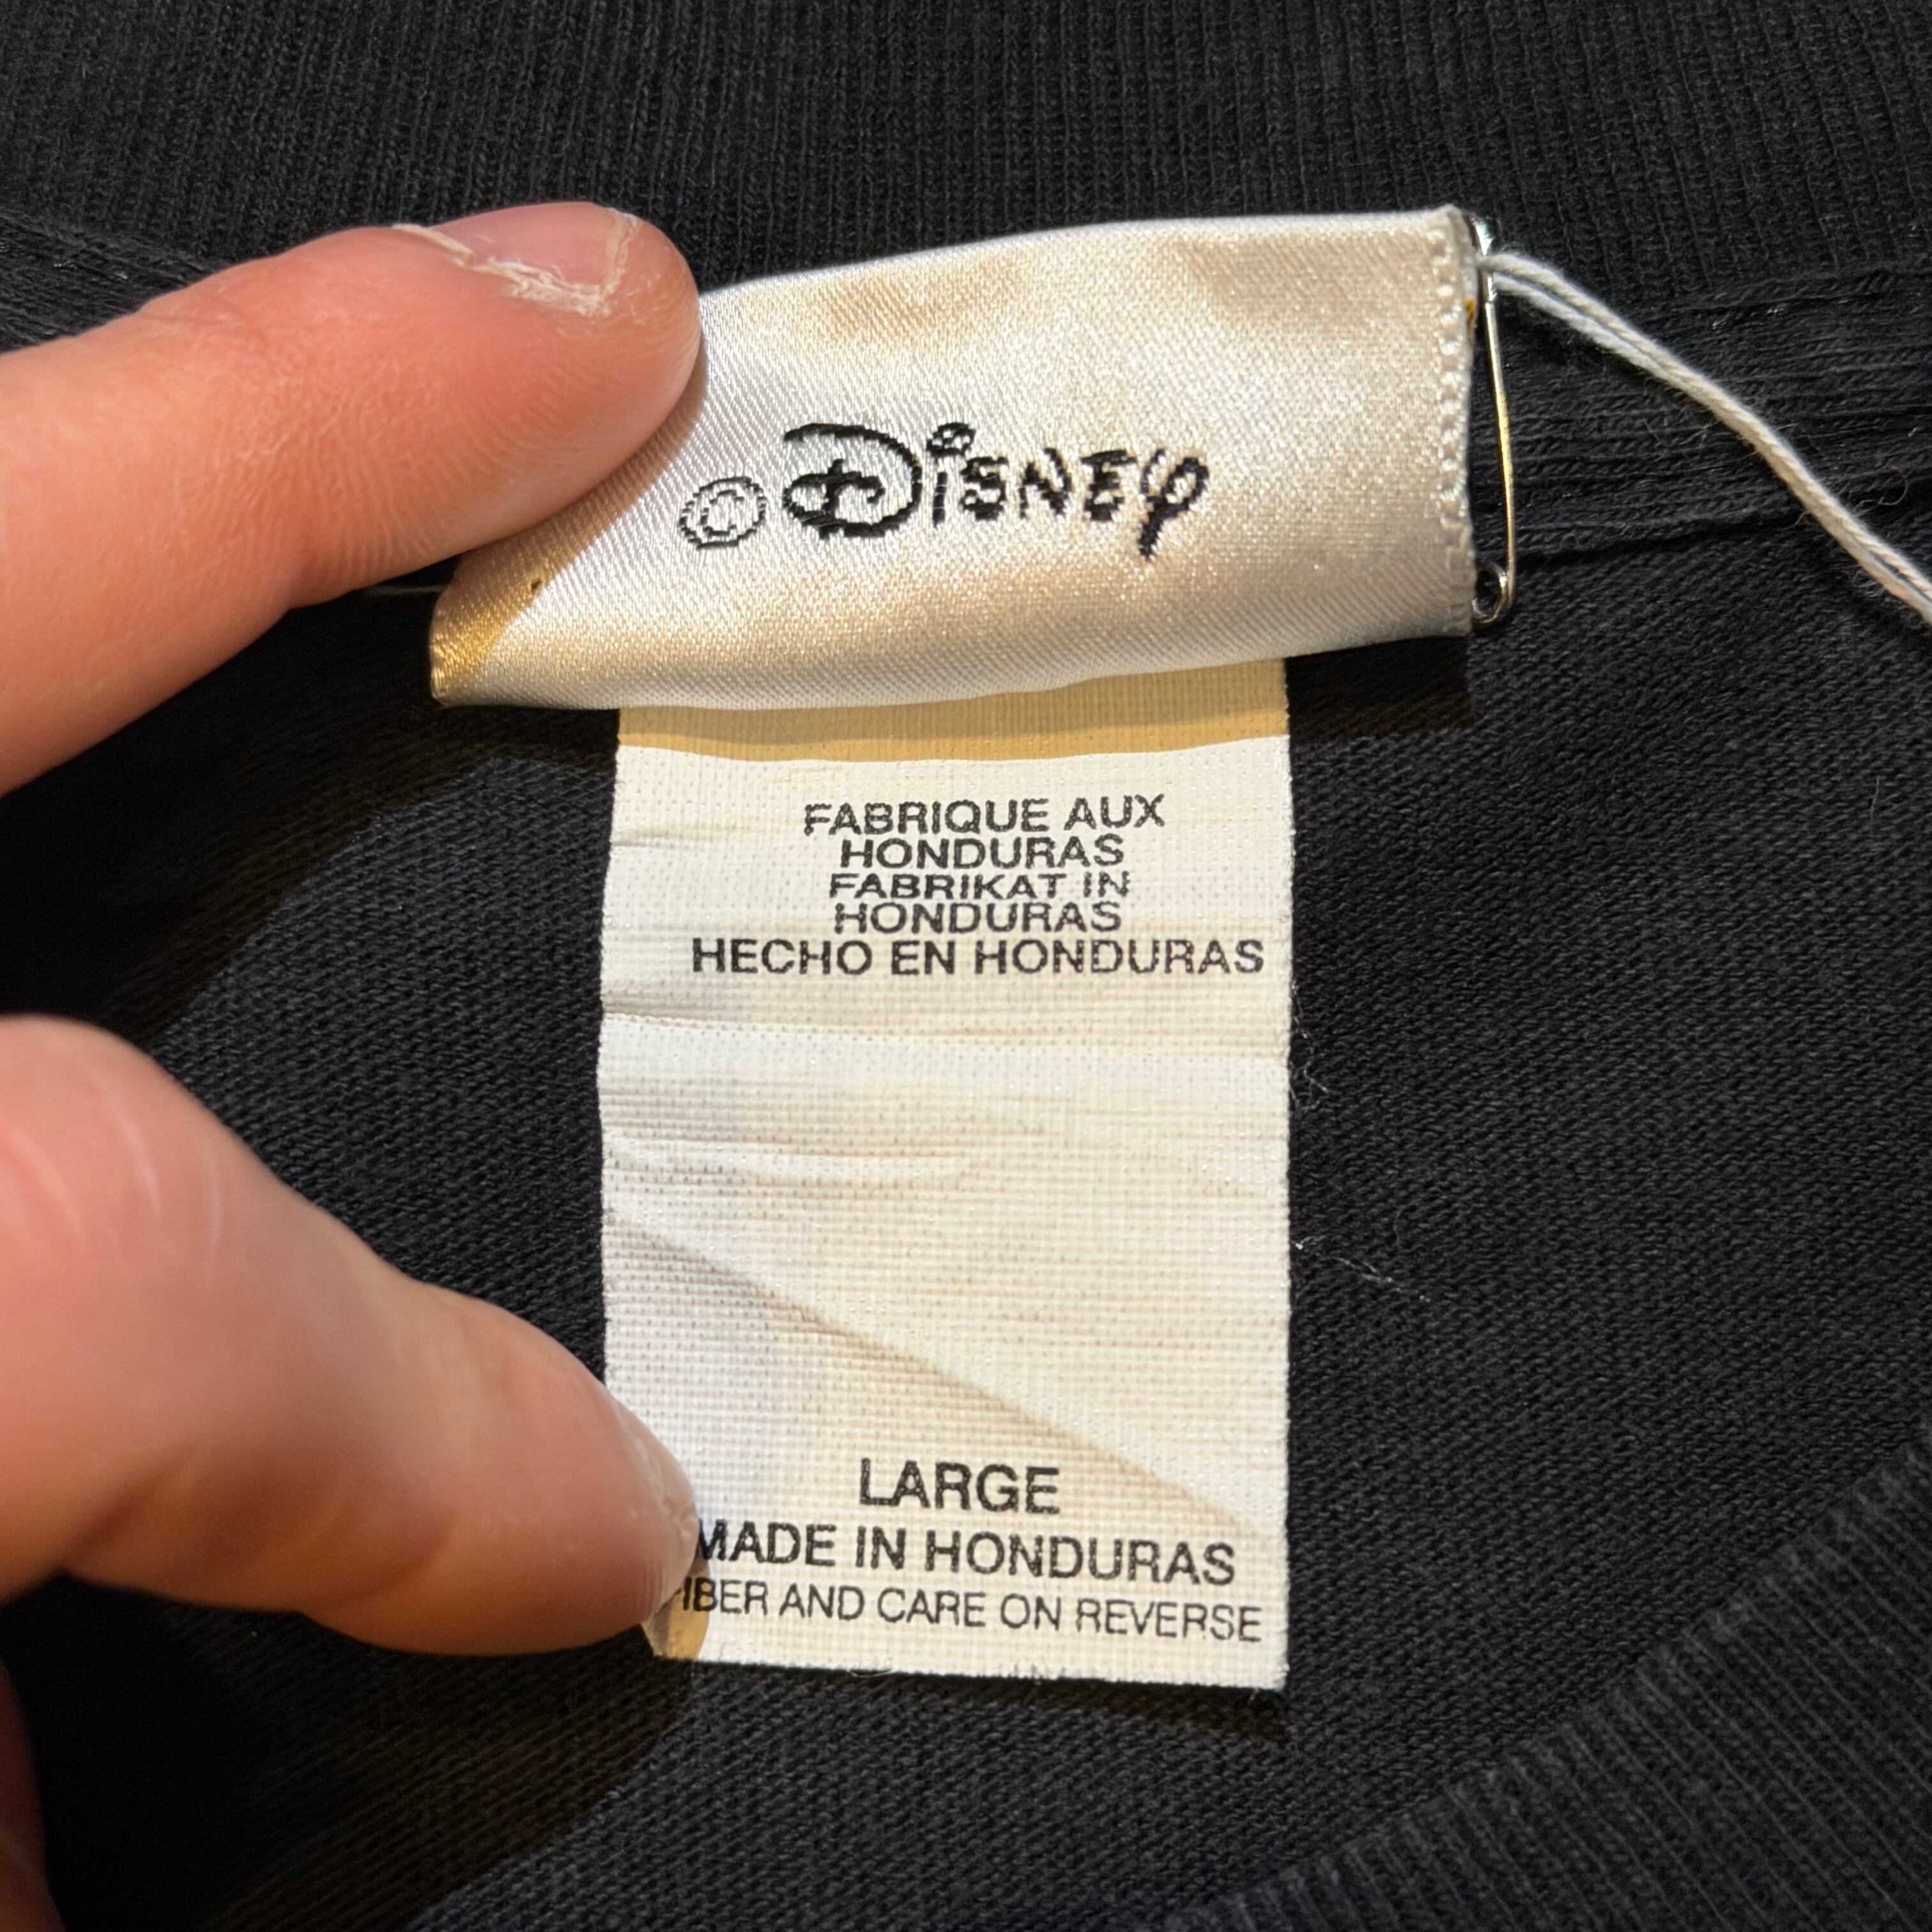 © Disney
FABRIQUE AUX
HONDURAS
FABRIKAT IN
HONDURAS
HECHO EN HONDURAS
LARGE
MADE IN HONDURAS
FIBER AND CARE ON REVERSE